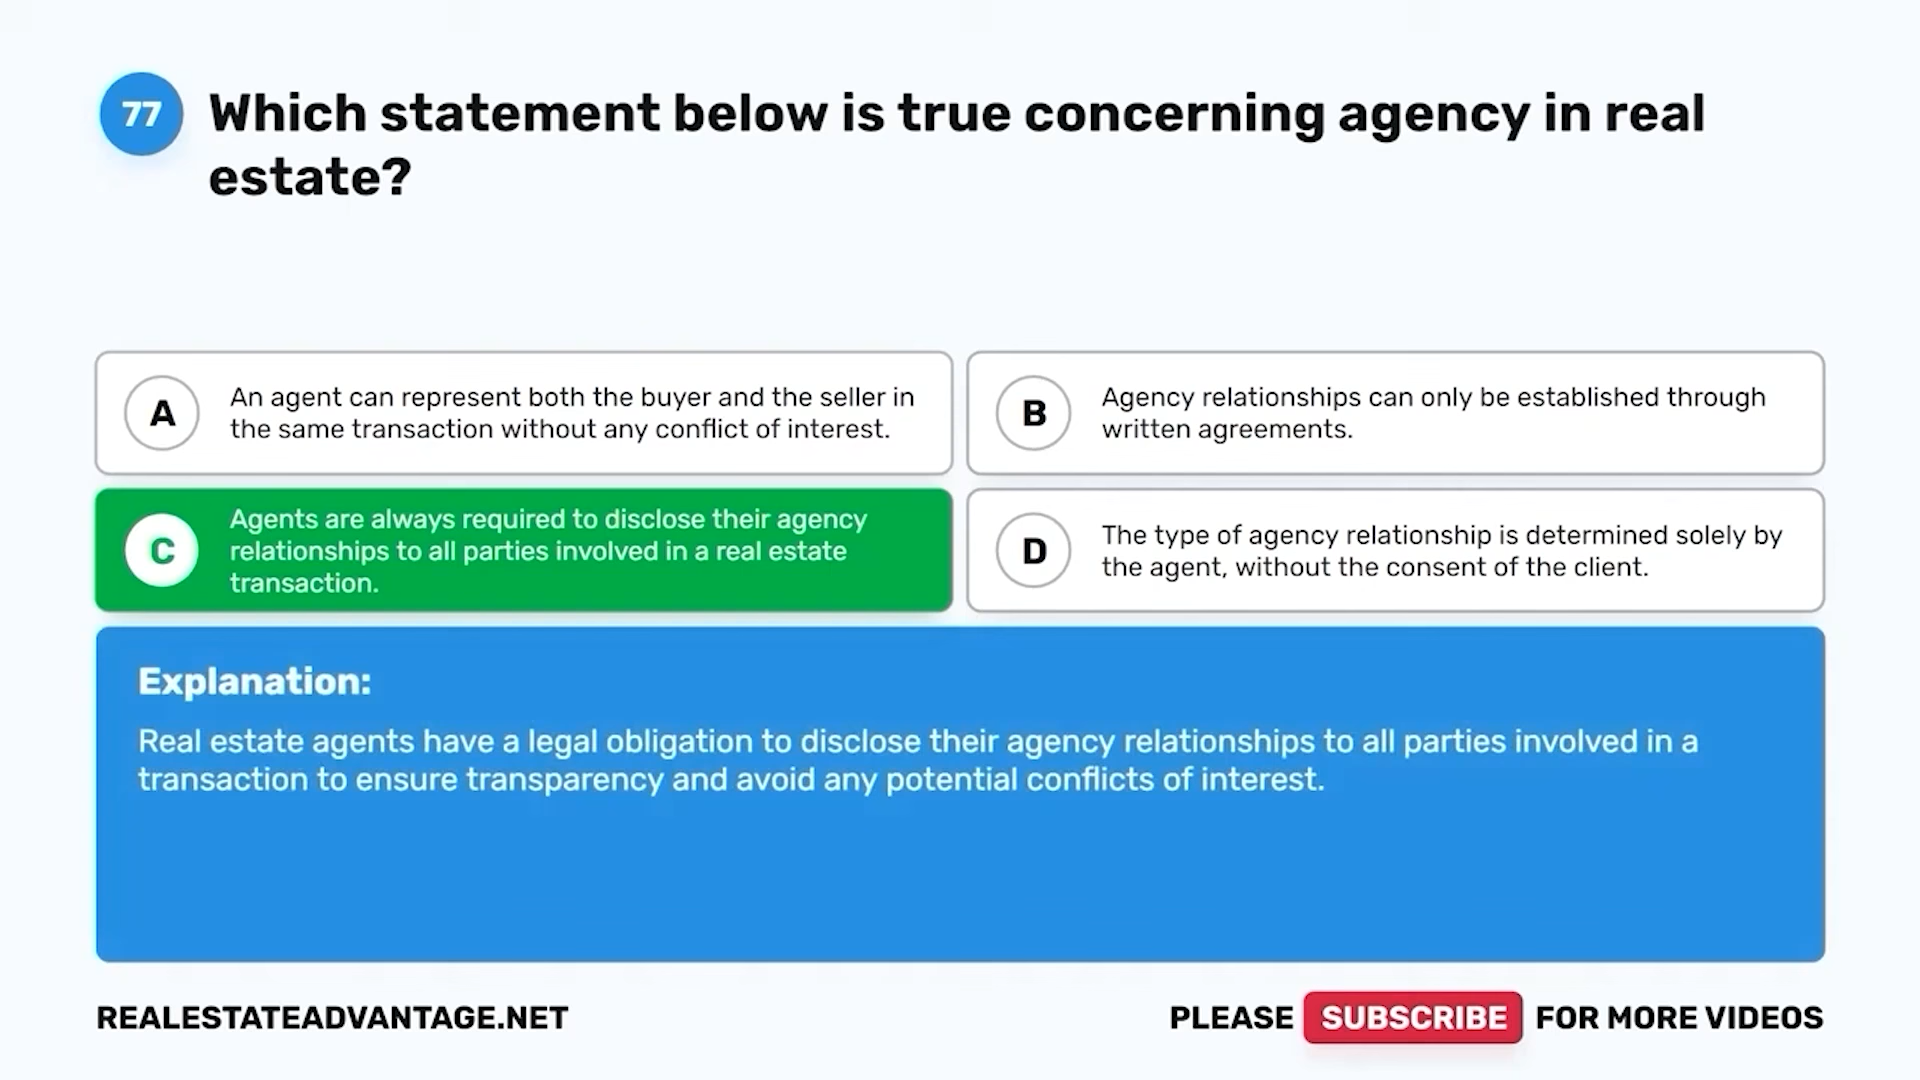 77
Which statement below is true concerning agency in real
estate?
A
An agent can represent both the buyer and the seller in
the same transaction without any conflict of interest.
B
Agency relationships can only be established through
written agreements.
C
Agents are always required to disclose their agency
relationships to all parties involved in a real estate
transaction.
D
The type of agency relationship is determined solely by
the agent, without the consent of the client.
Explanation:
Real estate agents have a legal obligation to disclose their agency relationships to all parties involved in a
transaction to ensure transparency and avoid any potential conflicts of interest.
REALESTATEADVANTAGE.NET
PLEASE SUBSCRIBE FOR MORE VIDEOS